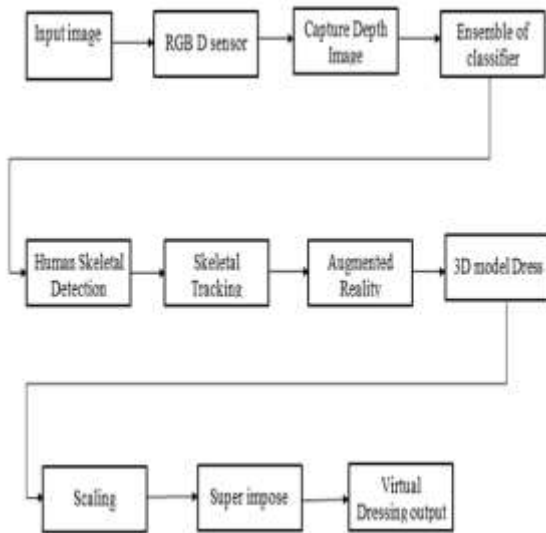 Input image
RGB D sensor
Capture Depth
Image
Ensemble of
classifier
Human Skeletal
Detection
Skeletal
Tracking
Augmented
Reality
3D model Dress
Scaling
Super impose
Virtual
Dressing output